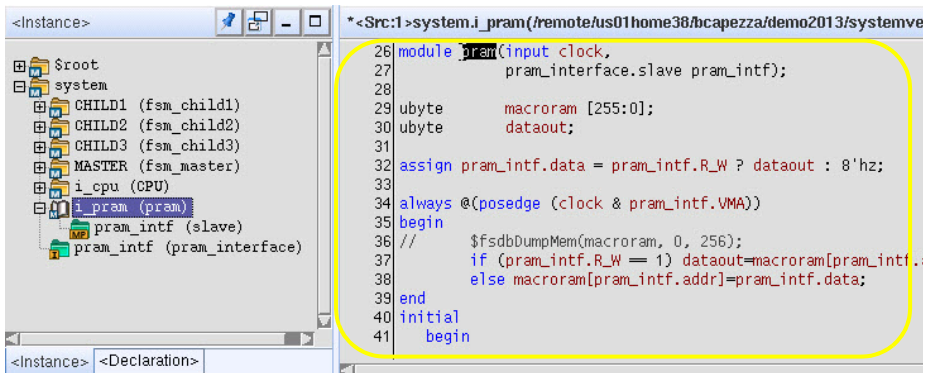 <Instance>
$root
system
CHILD1 (fsm_child1)
CHILD2 (fsm_child2)
CHILD3 (fsm_child3)
MASTER (fsm_master)
i_cpu (CPU)
i_pram (pram)
pram_intf (slave)
pram_intf (pram_interface)
<Instance> <Declaration>
*<Src:1>system.i_pram(/remote/us01home38/bcapezza/demo2013/systemve
26 module pram(input clock,
27 pram_interface.slave pram_intf);
28
29 ubyte macroram [255:0];
30 ubyte dataout;
31
32 assign pram_intf.data = pram_intf.R_W ? dataout : 8'hz;
33
34 always @(posedge (clock & pram_intf.VMA))
35 begin
36 // $fsdbDumpMem(macroram, 0, 256);
37 if (pram_intf.R_W == 1) dataout=macroram[pram_intf.
38 else macroram[pram_intf.addr]=pram_intf.data;
39 end
40 initial
41 begin